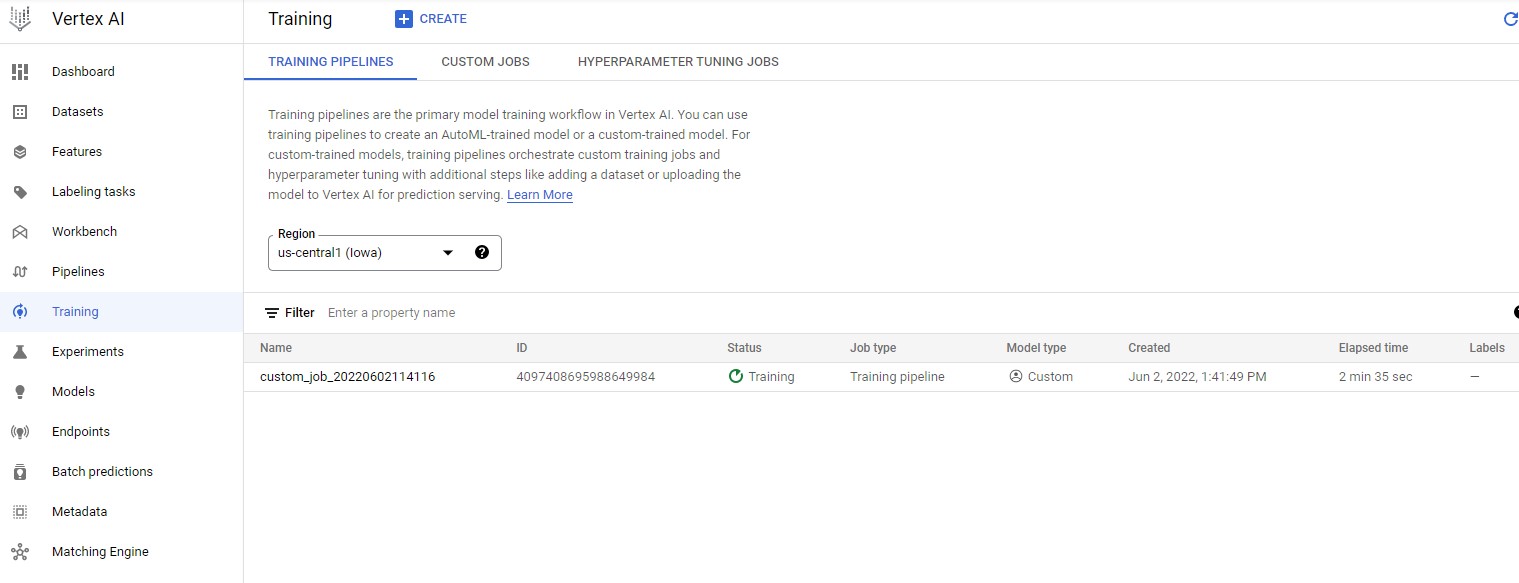 Vertex AI
Training
CREATE
Dashboard
Datasets
Features
Labeling tasks
Workbench
Pipelines
Training
Experiments
Models
Endpoints
Batch predictions
Metadata
Matching Engine
TRAINING PIPELINES
CUSTOM JOBS
HYPERPARAMETER TUNING JOBS
Training pipelines are the primary model training workflow in Vertex AI. You can use
training pipelines to create an AutoML-trained model or a custom-trained model. For
custom-trained models, training pipelines orchestrate custom training jobs and
hyperparameter tuning with additional steps like adding a dataset or uploading the
model to Vertex AI for prediction serving. Learn More
Region
us-central1 (Iowa)
Filter Enter a property name
Name ID Status Job type Model type Created Elapsed time Labels
custom_job_20220602114116 4097408695988649984 Training Training pipeline Custom Jun 2, 2022, 1:41:49 PM 2 min 35 sec —